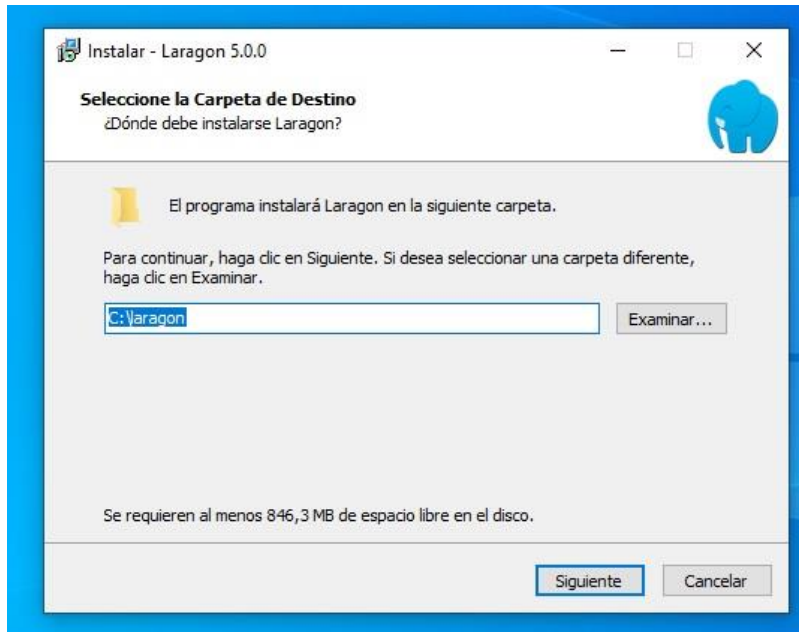 Instalar - Laragon 5.0.0
Seleccione la Carpeta de Destino
¿Dónde debe instalarse Laragon?
El programa instalará Laragon en la siguiente carpeta.
Para continuar, haga clic en Siguiente. Si desea seleccionar una carpeta diferente,
haga clic en Examinar.
C:\laragon
Examinar...
Se requieren al menos 846,3 MB de espacio libre en el disco.
Siguiente
Cancelar